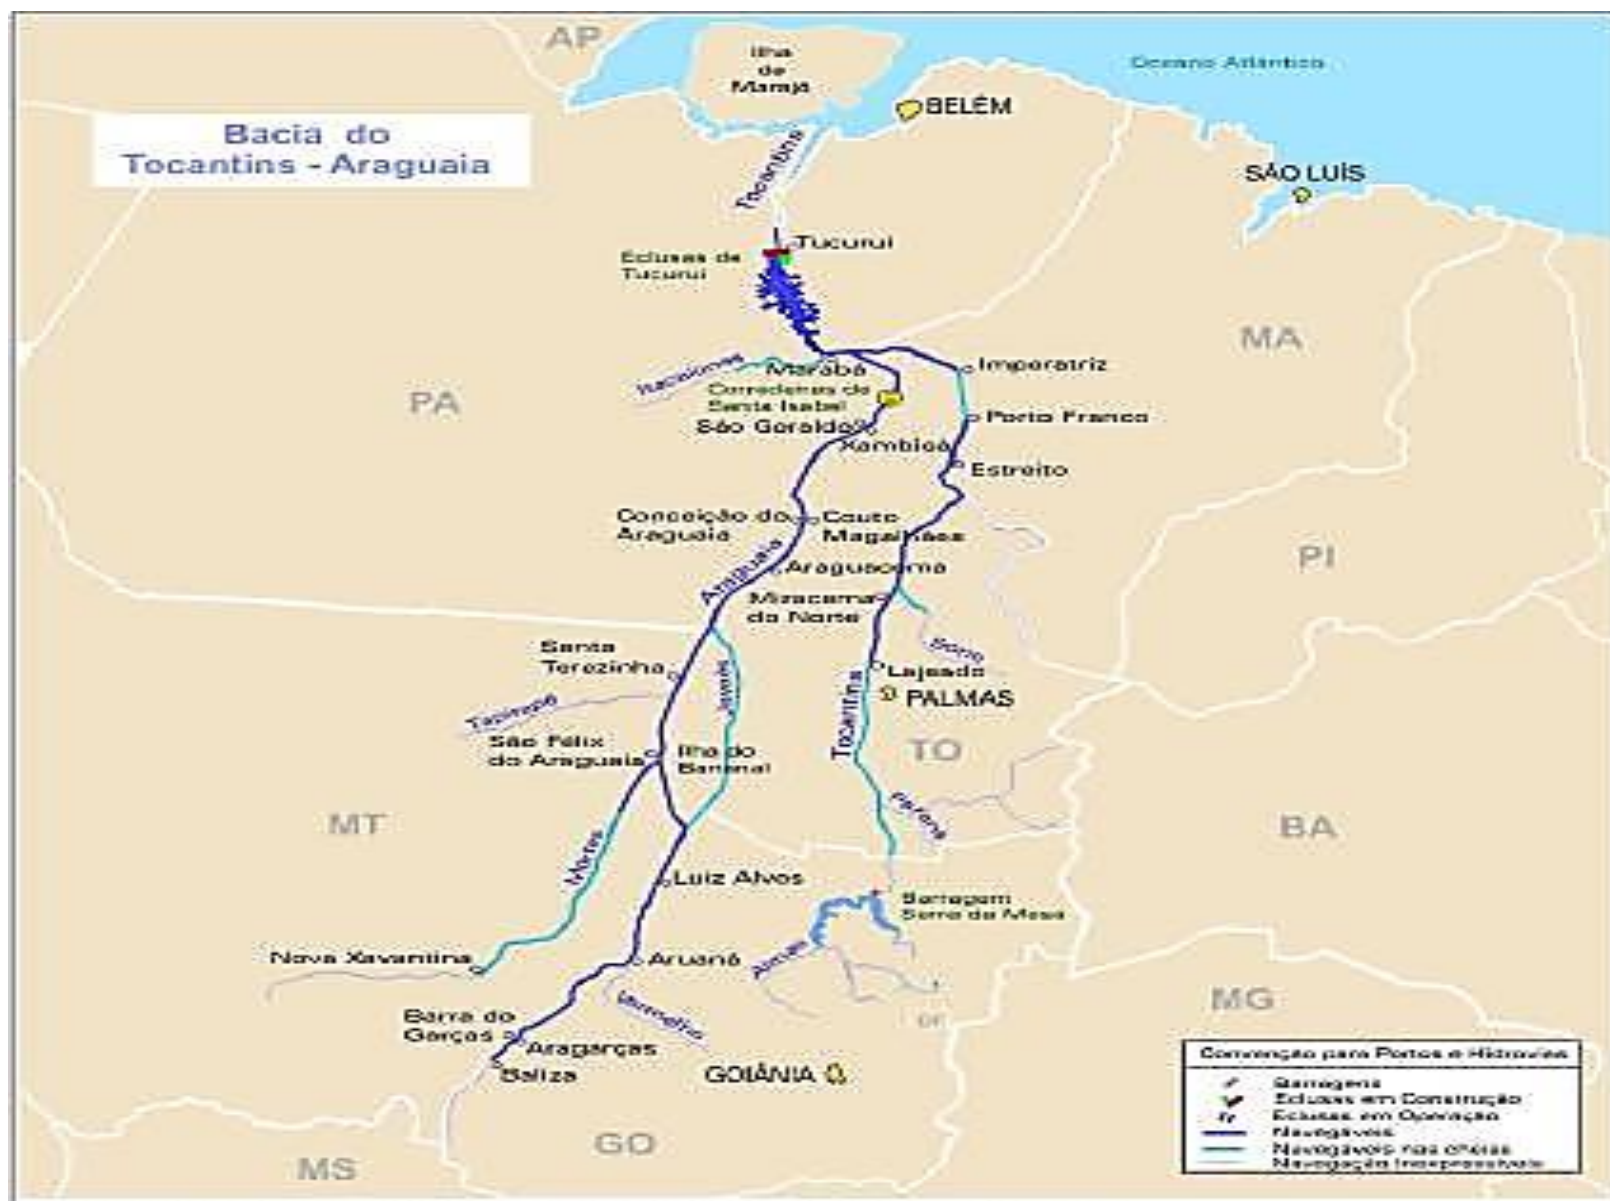 AP
Ilha
de
Marajó
Oceano Atlântico
BELÉM
Bacia do
Tocantins - Araguaia
Tocantins
SÃO LUÍS
Tucuruí
Eclusas de
Tucuruí
MA
Imperatriz
Itacaiúnas
Marabá
Corredeiras de
Santa Isabel
PA
São Geraldo
Porto Franco
Xambioá
Estreito
Conceição do
Araguaia
Couto
Magalhães
PI
Araguaia
Araguacema
Miracema
do Norte
Sono
Santa
Terezinha
Javaés
Lajeado
PALMAS
Tocantins
Tapirapé
São Félix
do Araguaia
Ilha do
Bananal
TO
Paranã
MT
BA
Mortes
Luiz Alves
Barragem
Serra da Mesa
Almas
Nova Xavantina
Aruanã
MG
DF
Vermelho
Barra do
Garças
Aragarças
Baliza
GOIÂNIA
GO
MS
Convenção para Portos e Hidrovias
Barragens
Eclusas em Construção
Eclusas em Operação
Navegáveis
Navegáveis nas cheias
Navegação Inexpressíveis